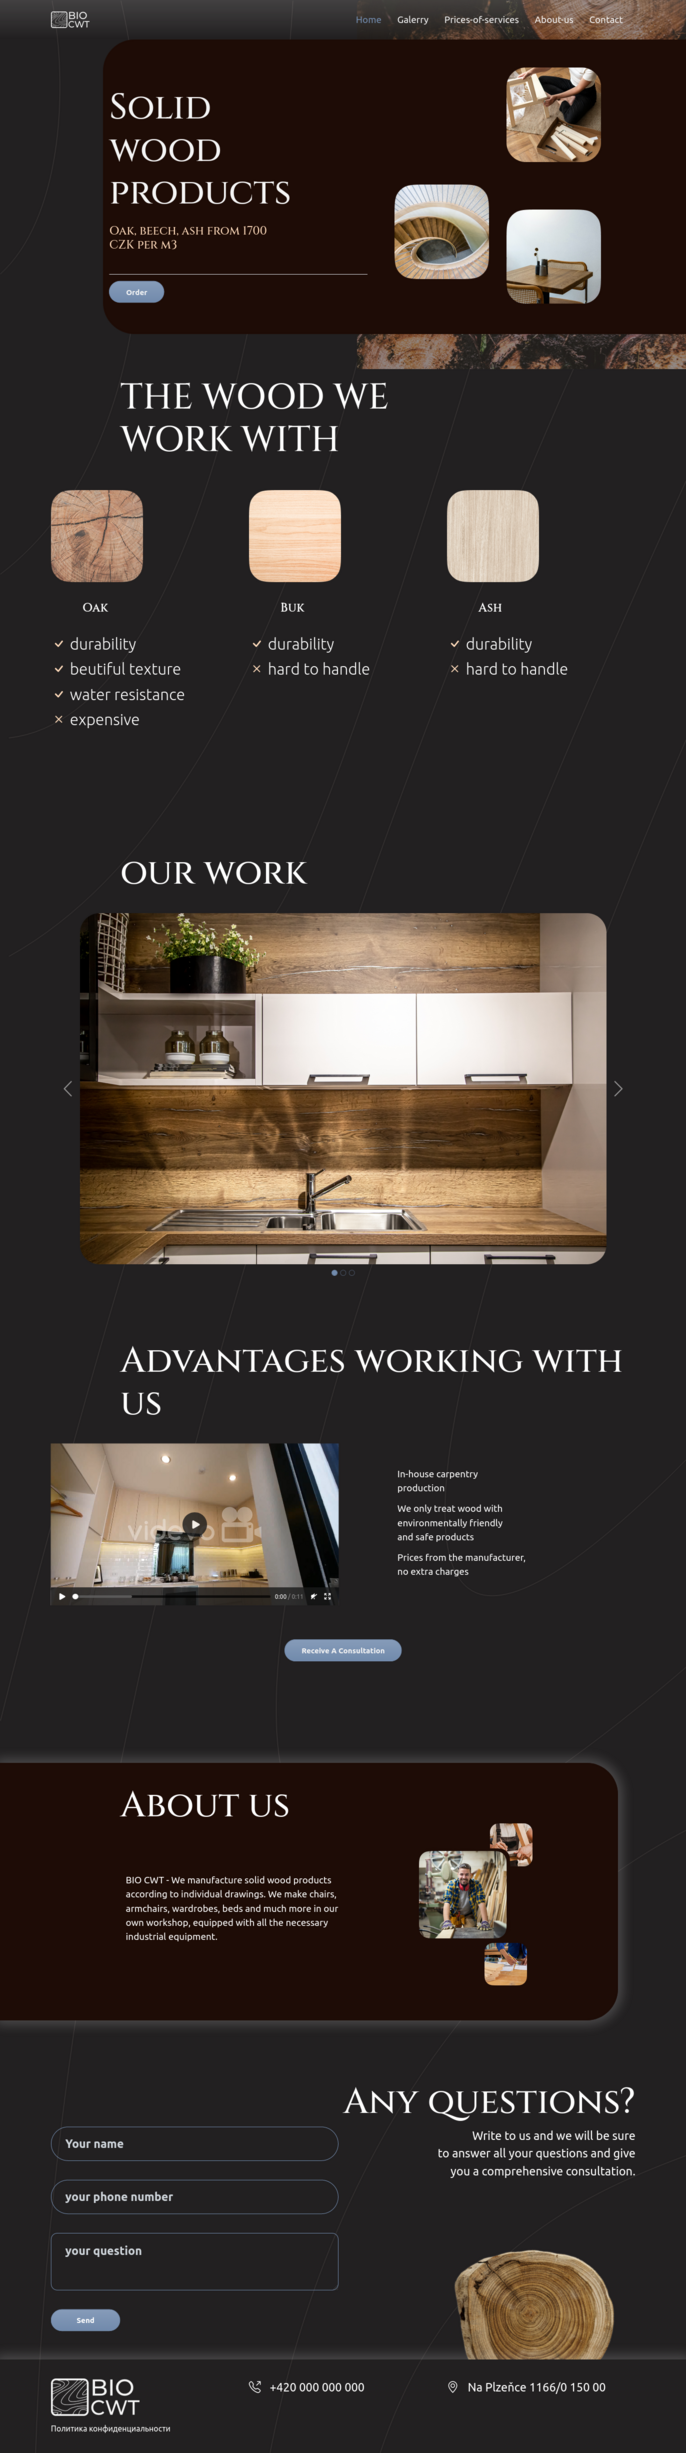 BIO
CWT
Home Galerry Prices-of-services About-us Contact
Solid
wood
products
Oak, beech, ash from 1700
CZK per m3
Order
THE WOOD WE
WORK WITH
Oak
durability
beutiful texture
water resistance
expensive
Buk
durability
hard to handle
Ash
durability
hard to handle
OUR WORK
Advantages working with
us
videvo
0:00 / 0:11
In-house carpentry
production
We only treat wood with
environmentally friendly
and safe products
Prices from the manufacturer,
no extra charges
Receive A Consultation
About us
BIO CWT - We manufacture solid wood products
according to individual drawings. We make chairs,
armchairs, wardrobes, beds and much more in our
own workshop, equipped with all the necessary
industrial equipment.
Any questions?
Write to us and we will be sure
to answer all your questions and give
you a comprehensive consultation.
Your name
your phone number
your question
Send
BIO
CWT
Политика конфиденциальности
+420 000 000 000
Na Plzeňce 1166/0 150 00